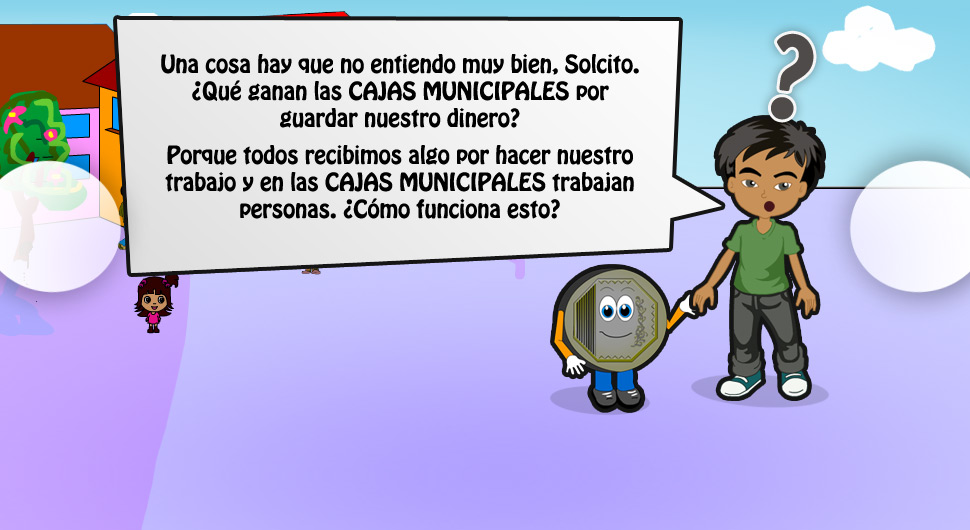 Una cosa hay que no entiendo muy bien, Solcito.
¿Qué ganan las CAJAS MUNICIPALES por
guardar nuestro dinero?
Porque todos recibimos algo por hacer nuestro
trabajo y en las CAJAS MUNICIPALES trabajan
personas. ¿Cómo funciona esto?
?